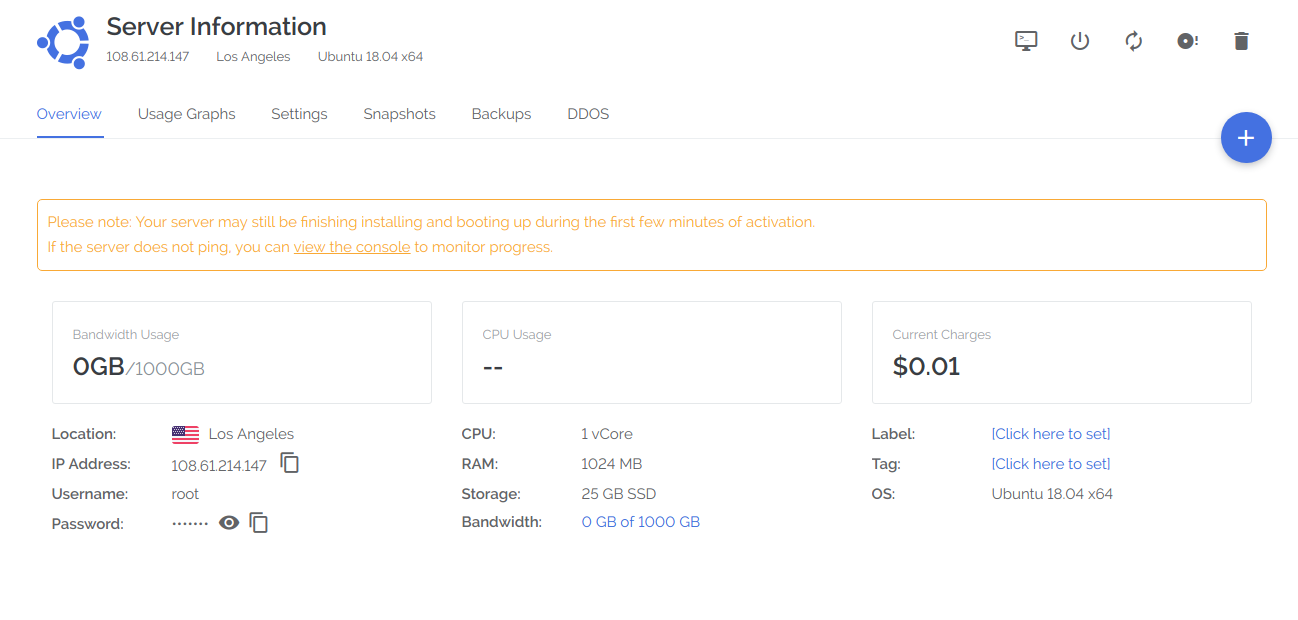 Server Information
108.61.214.147 Los Angeles Ubuntu 18.04 x64
Overview Usage Graphs Settings Snapshots Backups DDOS
Please note: Your server may still be finishing installing and booting up during the first few minutes of activation.
If the server does not ping, you can view the console to monitor progress.
Bandwidth Usage
0GB/1000GB
CPU Usage
--
Current Charges
$0.01
Location: Los Angeles
IP Address: 108.61.214.147
Username: root
Password: ·······
CPU: 1 vCore
RAM: 1024 MB
Storage: 25 GB SSD
Bandwidth: 0 GB of 1000 GB
Label: [Click here to set]
Tag: [Click here to set]
OS: Ubuntu 18.04 x64